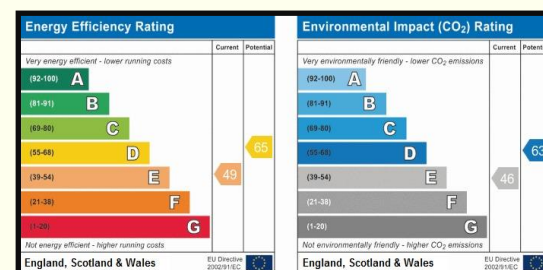 Energy Efficiency Rating
Current Potential
Very energy efficient - lower running costs
(92-100) A
(81-91) B
(69-80) C
(55-68) D
65
(39-54) E
49
(21-38) F
(1-20) G
Not energy efficient - higher running costs
England, Scotland & Wales
EU Directive
2002/91/EC
Environmental Impact (CO2) Rating
Current Potent
Very environmentally friendly - lower CO2 emissions
(92-100) A
(81-91) B
(69-80) C
(55-68) D
63
(39-54) E
46
(21-38) F
(1-20) G
Not environmentally friendly - higher CO2 emissions
England, Scotland & Wales
EU Directive
2002/91/EC